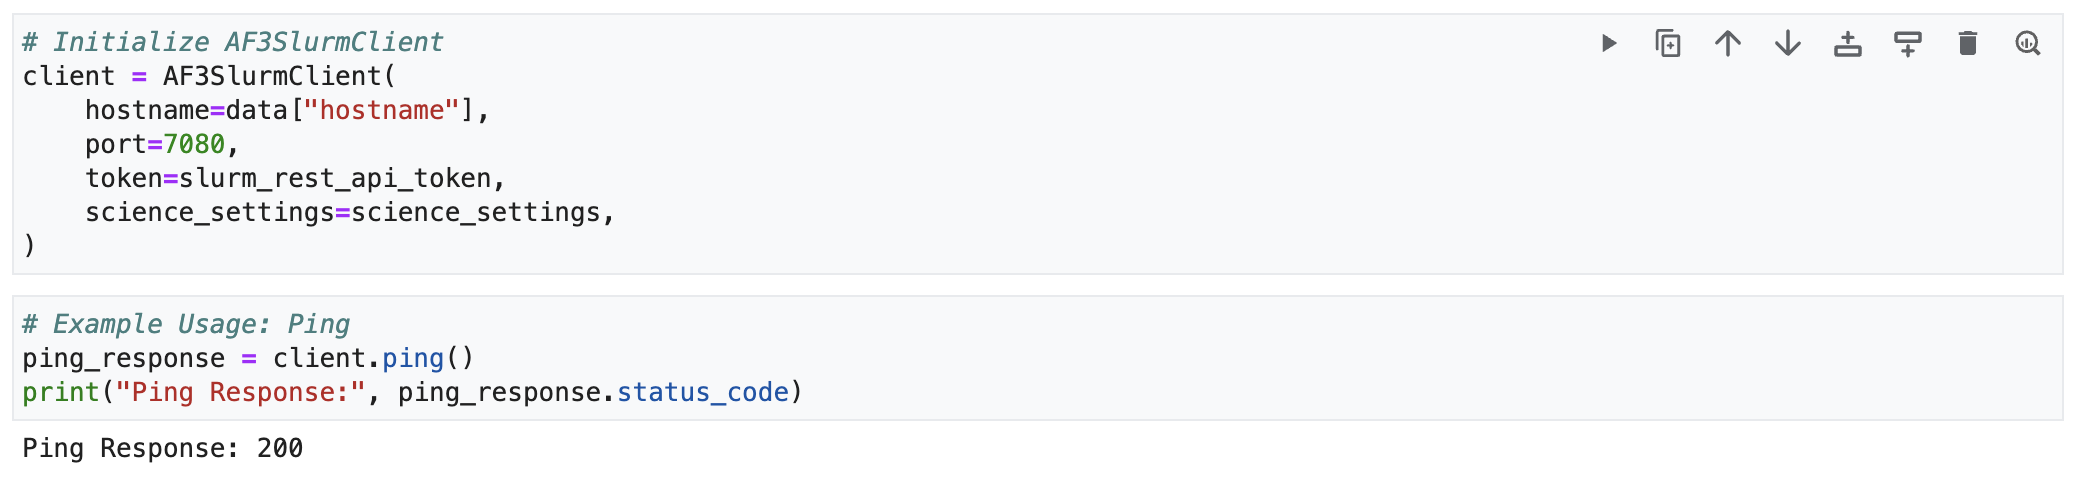 # Initialize AF3SlurmClient
client = AF3SlurmClient(
    hostname=data["hostname"],
    port=7080,
    token=slurm_rest_api_token,
    science_settings=science_settings,
)
# Example Usage: Ping
ping_response = client.ping()
print("Ping Response:", ping_response.status_code)
Ping Response: 200